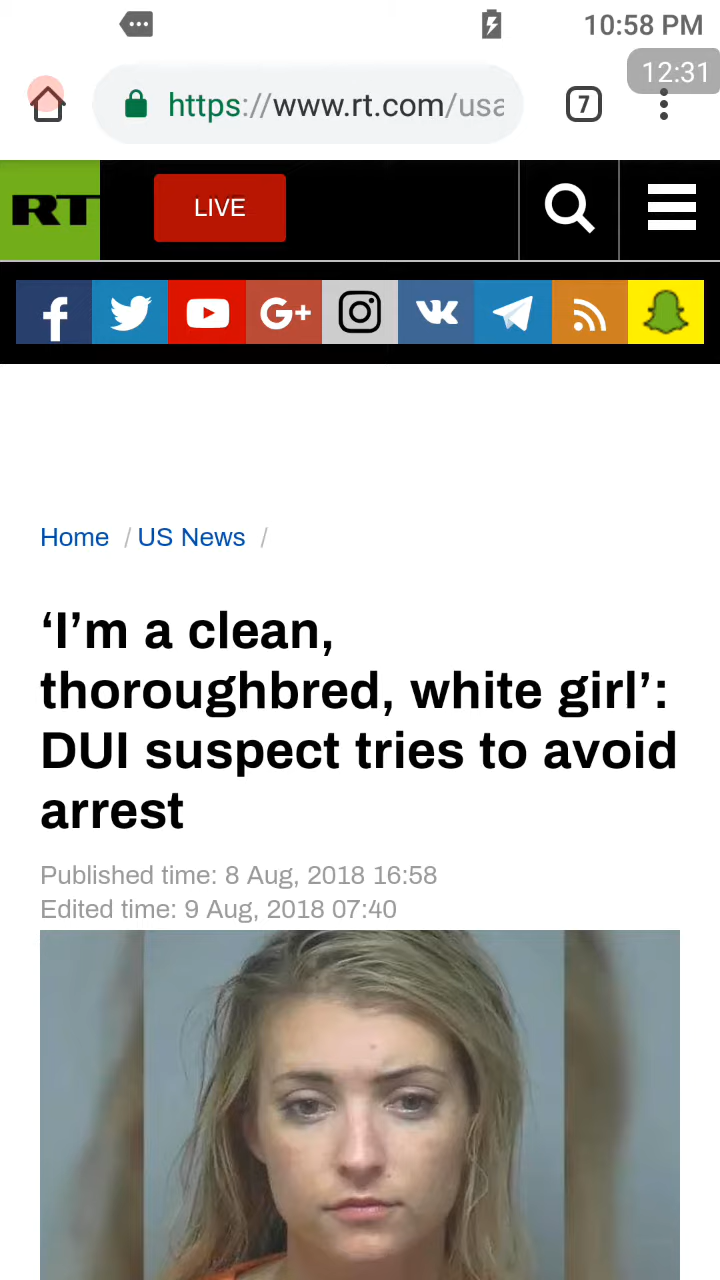 10:58 PM
12:31
https://www.rt.com/usa
7
RT
LIVE
G+
Home / US News /
‘I’m a clean,
thoroughbred, white girl’:
DUI suspect tries to avoid
arrest
Published time: 8 Aug, 2018 16:58
Edited time: 9 Aug, 2018 07:40